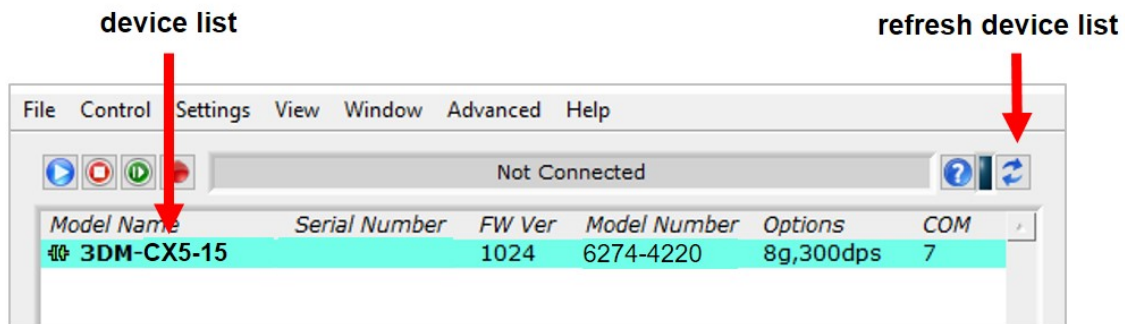 device list
refresh device list
File Control Settings View Window Advanced Help
Not Connected
Model Name Serial Number FW Ver Model Number Options COM
3DM-CX5-15 1024 6274-4220 8g,300dps 7